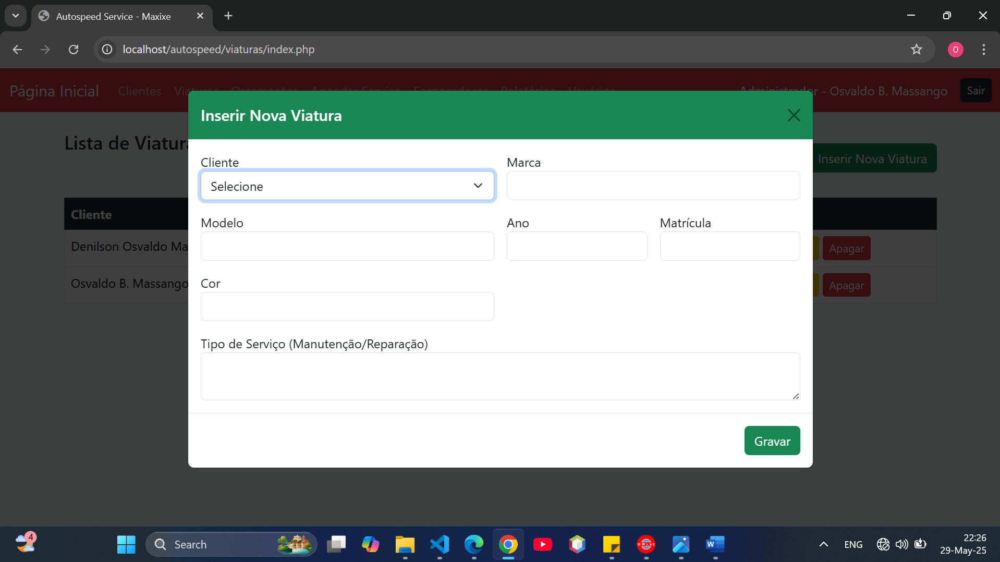 Autospeed Service - Maxixe
localhost/autospeed/viaturas/index.php
O
Página Inicial Clientes Viaturas Orçamentos Agendar Serviço Fornecedores Relatórios Usuários Administrador - Osvaldo B. Massango Sair
Inserir Nova Viatura
Lista de Viatura
Inserir Nova Viatura
Cliente Marca
Selecione
Cliente
Modelo Ano Matrícula
Denilson Osvaldo Ma
Apagar
Osvaldo B. Massango
Apagar
Cor
Tipo de Serviço (Manutenção/Reparação)
Gravar
4
Search
UMLet
W
ENG
22:26
29-May-25